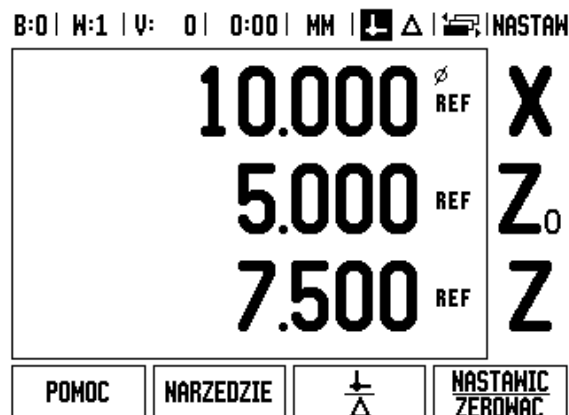 B:0 | W:1 | V: 0 | 0:00 | MM | Δ | NASTAW
10.000 ⌀ REF X
5.000 REF Z0
7.500 REF Z
POMOC NARZEDZIE Δ NASTAWIC
ZEROWAC